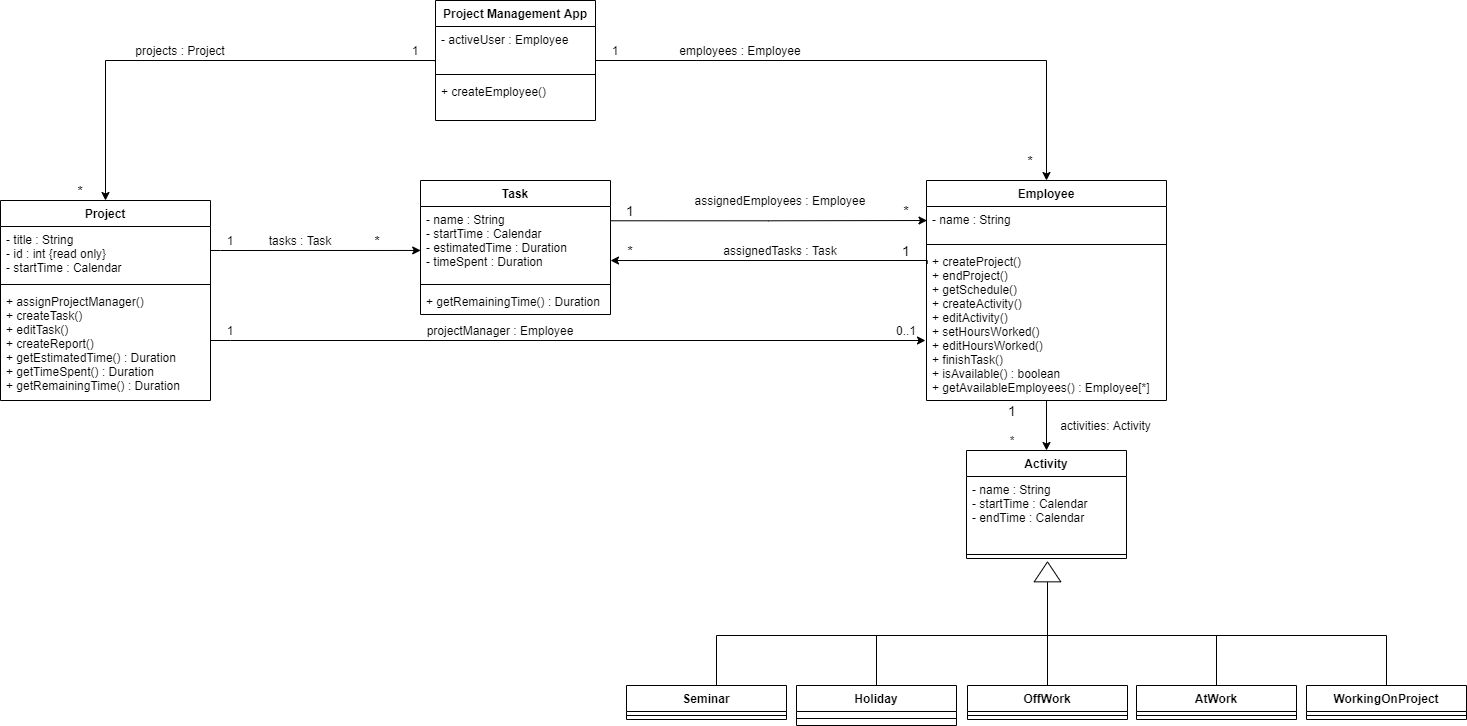 Project Management App
- activeUser : Employee
+ createEmployee()
projects : Project
1
*
1
employees : Employee
*
Project
- title : String
- id : int {read only}
- startTime : Calendar
+ assignProjectManager()
+ createTask()
+ editTask()
+ createReport()
+ getEstimatedTime() : Duration
+ getTimeSpent() : Duration
+ getRemainingTime() : Duration
1
tasks : Task
*
Task
- name : String
- startTime : Calendar
- estimatedTime : Duration
- timeSpent : Duration
+ getRemainingTime() : Duration
1
assignedEmployees : Employee
*
*
assignedTasks : Task
1
1
projectManager : Employee
0..1
Employee
- name : String
+ createProject()
+ endProject()
+ getSchedule()
+ createActivity()
+ editActivity()
+ setHoursWorked()
+ editHoursWorked()
+ finishTask()
+ isAvailable() : boolean
+ getAvailableEmployees() : Employee[*]
1
activities: Activity
*
Activity
- name : String
- startTime : Calendar
- endTime : Calendar
Seminar
Holiday
OffWork
AtWork
WorkingOnProject